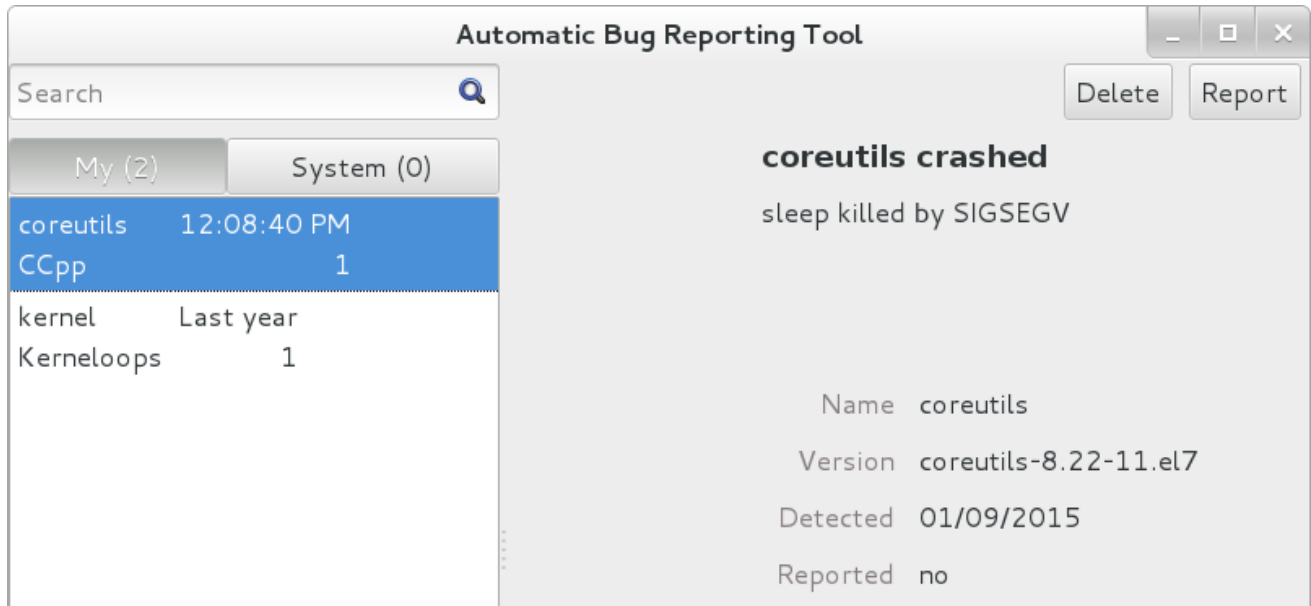 Automatic Bug Reporting Tool
Search
Delete Report
My (2) System (0)
coreutils 12:08:40 PM
CCpp 1
kernel Last year
Kerneloops 1
coreutils crashed
sleep killed by SIGSEGV
Name coreutils
Version coreutils-8.22-11.el7
Detected 01/09/2015
Reported no